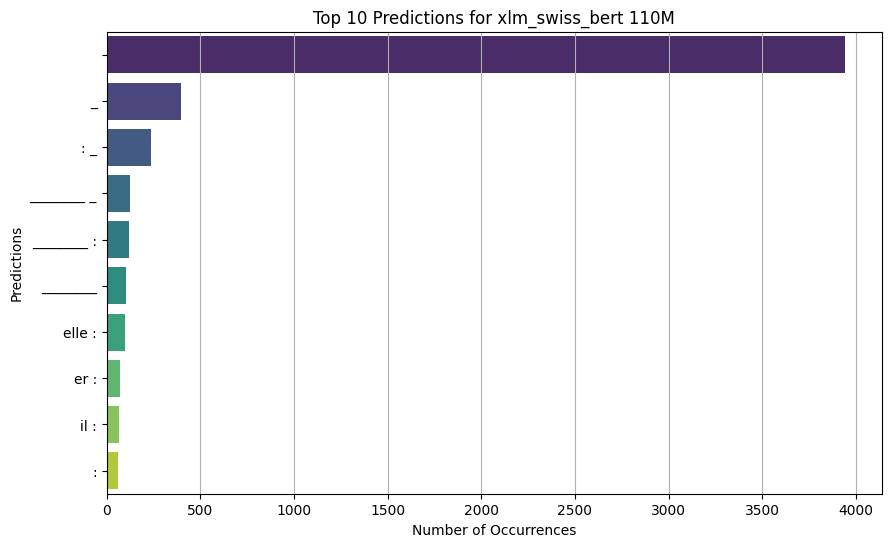 Top 10 Predictions for xlm_swiss_bert 110M
_
: _
________ _
________ :
________
elle :
er :
il :
:
Predictions
0 500 1000 1500 2000 2500 3000 3500 4000
Number of Occurrences